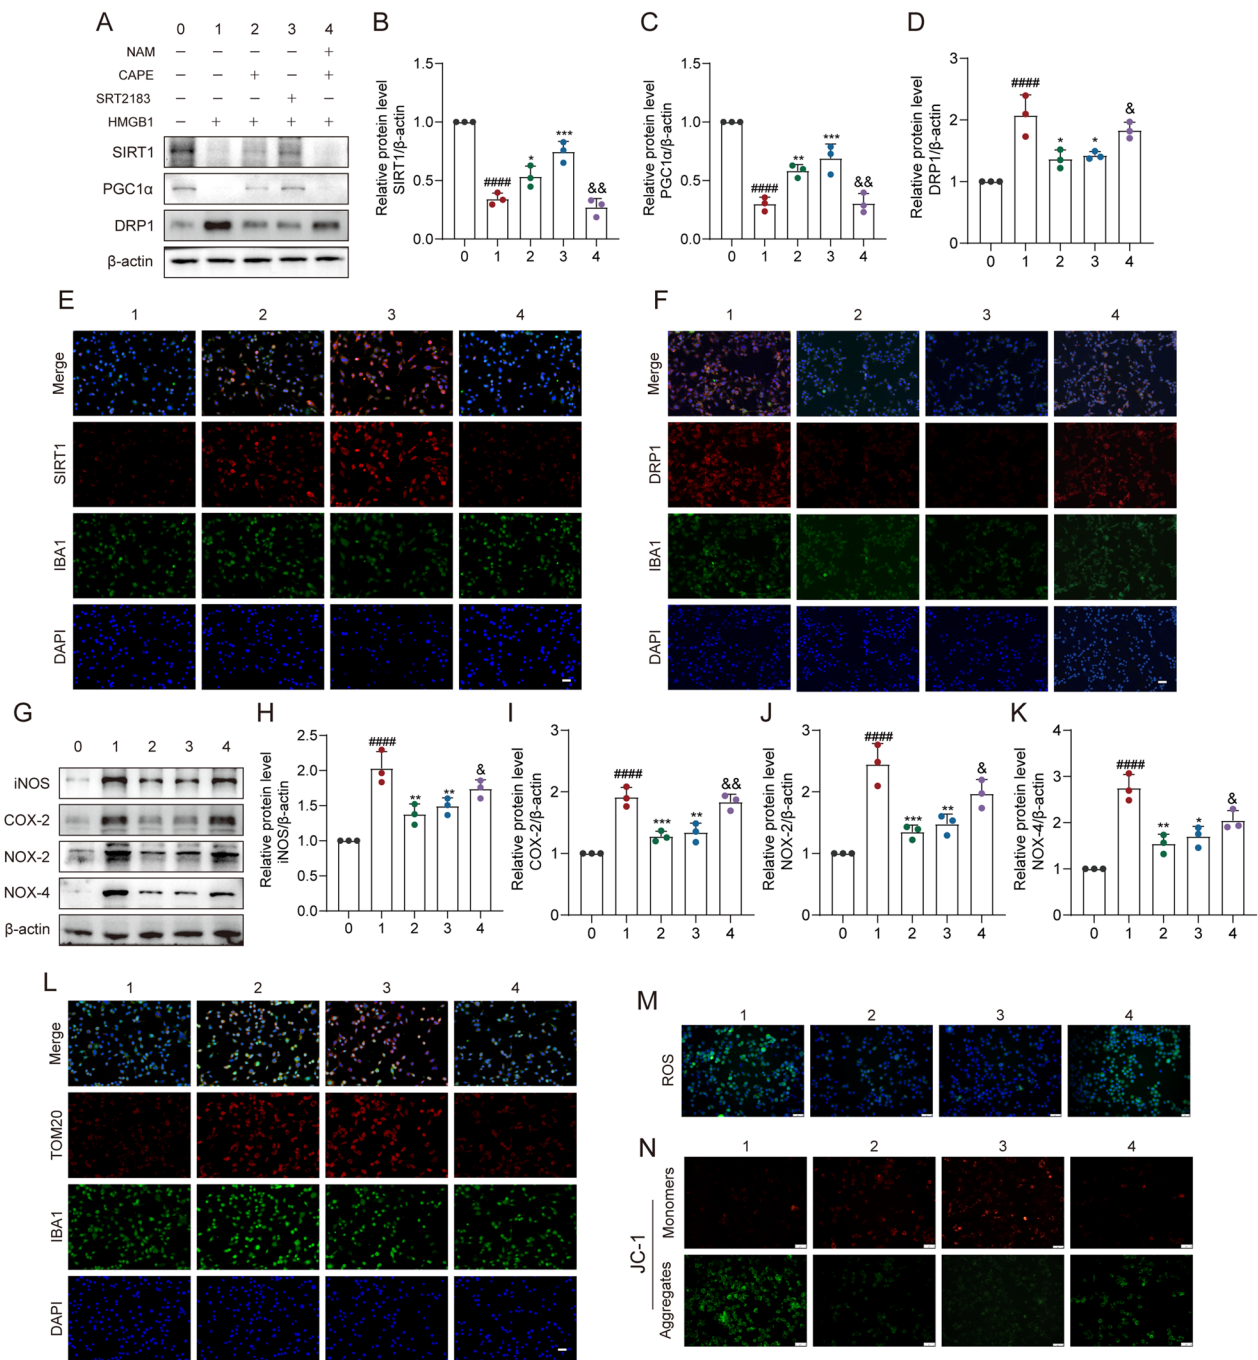 A
0 1 2 3 4
NAM − − − − +
CAPE − − + − +
SRT2183 − − − + −
HMGB1 − + + + +
SIRT1
PGC1α
DRP1
β-actin
B
Relative protein level
SIRT1/β-actin
1.5
1.0
0.5
0.0
####
*
***
&&
0 1 2 3 4
C
Relative protein level
PGC1α/β-actin
1.5
1.0
0.5
0.0
####
**
***
&&
0 1 2 3 4
D
Relative protein level
DRP1/β-actin
3
2
1
0
####
*
*
&
0 1 2 3 4
E
1 2 3 4
Merge
SIRT1
IBA1
DAPI
F
1 2 3 4
Merge
DRP1
IBA1
DAPI
G
0 1 2 3 4
iNOS
COX-2
NOX-2
NOX-4
β-actin
H
Relative protein level
iNOS/β-actin
2.5
2.0
1.5
1.0
0.5
0.0
####
**
**
&
0 1 2 3 4
I
Relative protein level
COX-2/β-actin
3
2
1
0
####
***
**
&&
0 1 2 3 4
J
Relative protein level
NOX-2/β-actin
3
2
1
0
####
***
**
&
0 1 2 3 4
K
Relative protein level
NOX-4/β-actin
4
3
2
1
0
####
**
*
&
0 1 2 3 4
L
1 2 3 4
Merge
TOM20
IBA1
DAPI
M
1 2 3 4
ROS
N
1 2 3 4
JC-1
Monomers
Aggregates